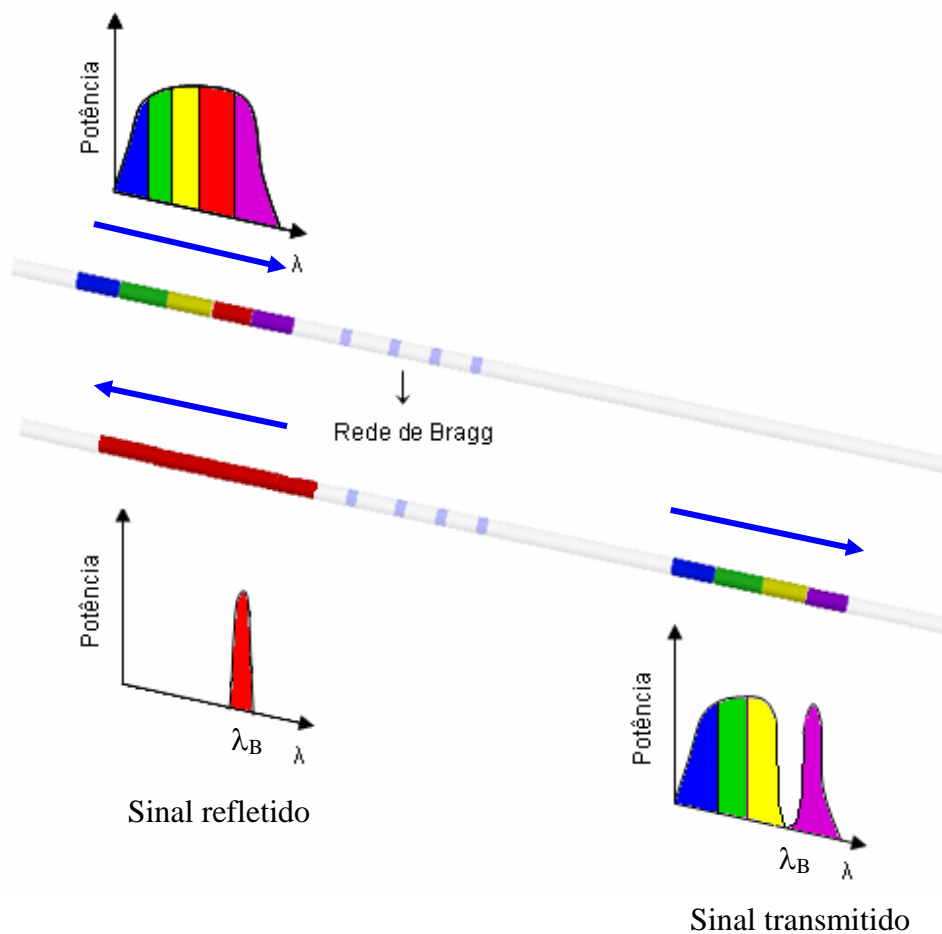 Potência
λ
Rede de Bragg
Potência
λB
λ
Sinal refletido
Potência
λB
λ
Sinal transmitido